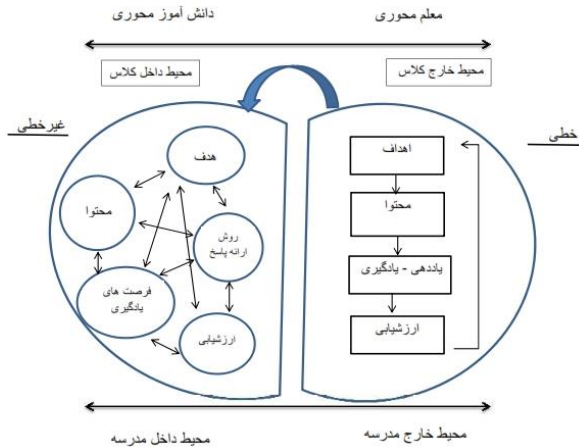 معلم محوری
دانش آموز محوری
محیط خارج کلاس
محیط داخل کلاس
خطی
اهداف
محتوا
یاددهی - یادگیری
ارزشیابی
غیرخطی
هدف
محتوا
روش
ارائه پاسخ
فرصت های
یادگیری
ارزشیابی
محیط خارج مدرسه
محیط داخل مدرسه